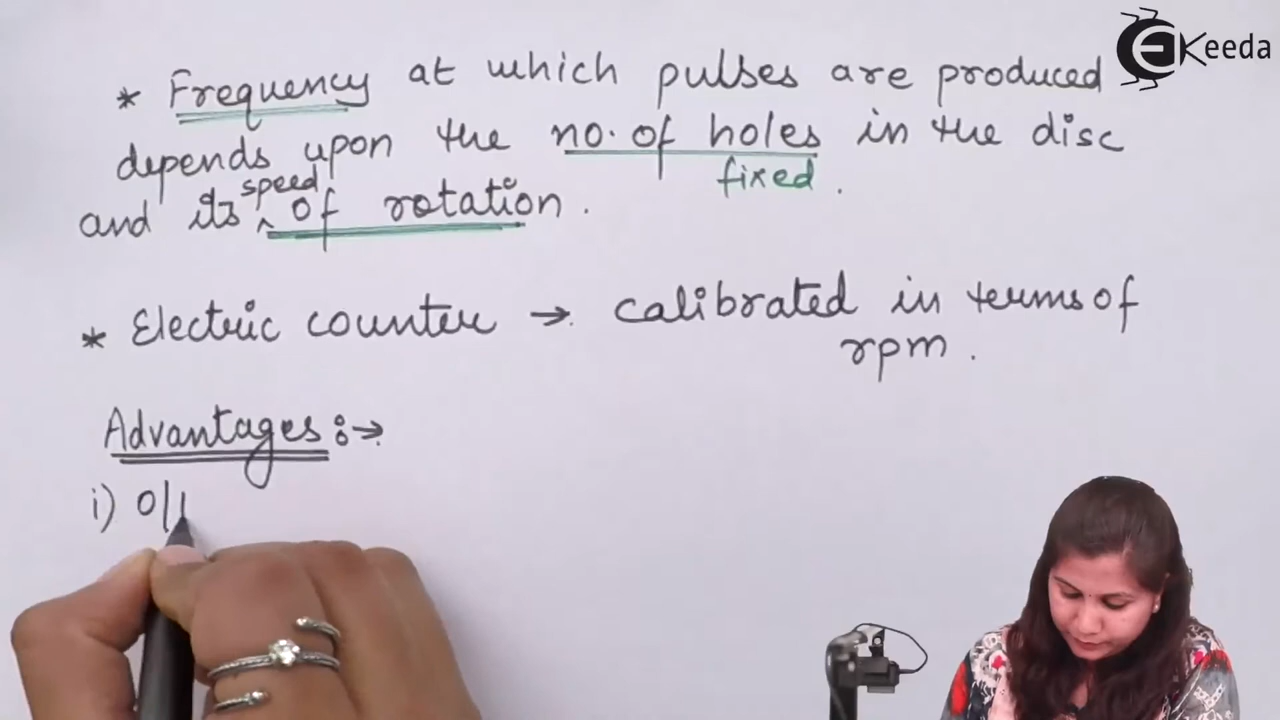 EKeeda
* Frequency at which pulses are produced
depends upon the no. of holes in the disc
fixed.
and its ^ speed of rotation.
* Electric counter → calibrated in terms of
rpm.
Advantages :→
i) O/